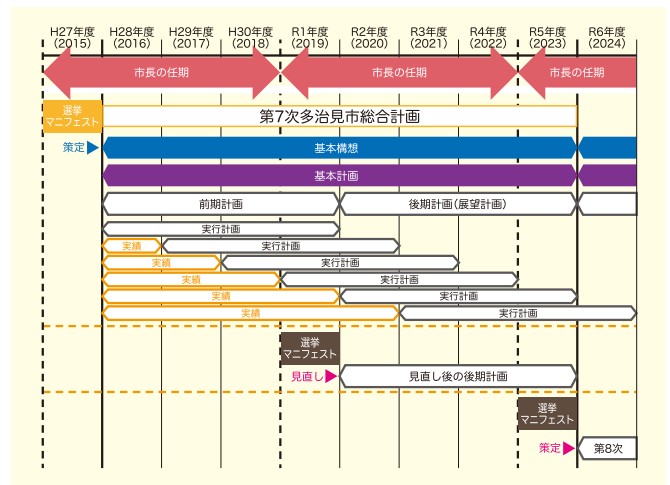 H27年度 H28年度 H29年度 H30年度 R1年度 R2年度 R3年度 R4年度 R5年度 R6年度
(2015) (2016) (2017) (2018) (2019) (2020) (2021) (2022) (2023) (2024)
市長の任期 市長の任期 市長の任期
選挙
マニフェスト
第7次多治見市総合計画
策定 基本構想
基本計画
前期計画 後期計画(展望計画)
実行計画
実績 実行計画
実績 実行計画
実績 実行計画
実績 実行計画
実績 実行計画
選挙
マニフェスト
見直し 見直し後の後期計画
選挙
マニフェスト
策定 第8次